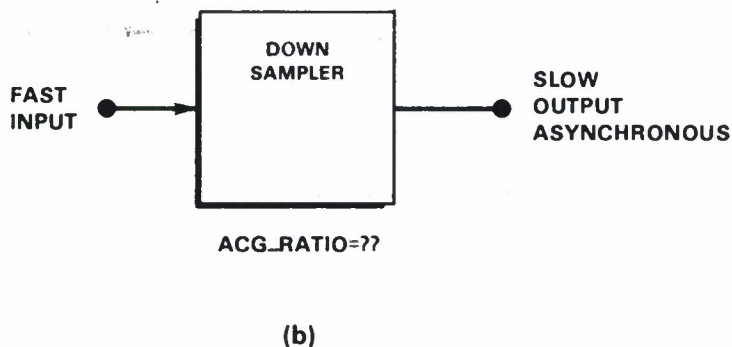 DOWN
SAMPLER
FAST
INPUT
SLOW
OUTPUT
ASYNCHRONOUS
ACG_RATIO=??
(b)